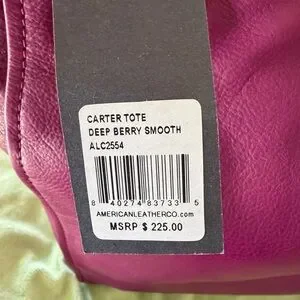 CARTER TOTE
DEEP BERRY SMOOTH
ALC2554
8 40274 83733 5
AMERICANLEATHERCO.COM
MSRP $ 225.00